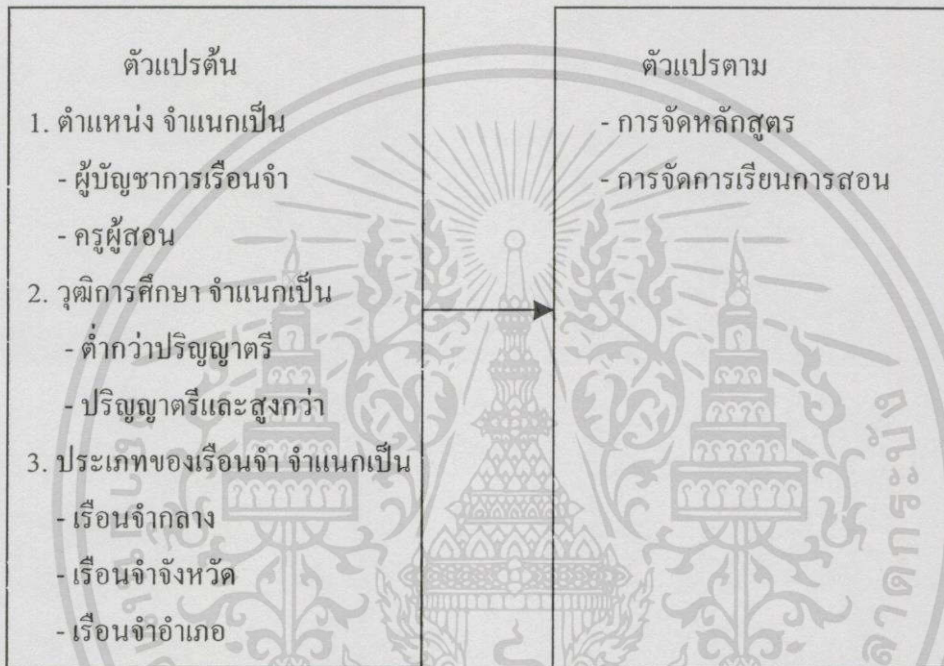 ตัวแปรต้น
1. ตำแหน่ง จำแนกเป็น
- ผู้บัญชาการเรือนจำ
- ครูผู้สอน
2. วุฒิการศึกษา จำแนกเป็น
- ต่ำกว่าปริญญาตรี
- ปริญญาตรีและสูงกว่า
3. ประเภทของเรือนจำ จำแนกเป็น
- เรือนจำกลาง
- เรือนจำจังหวัด
- เรือนจำอำเภอ
ตัวแปรตาม
- การจัดหลักสูตร
- การจัดการเรียนการสอน
ลาดกระบัง